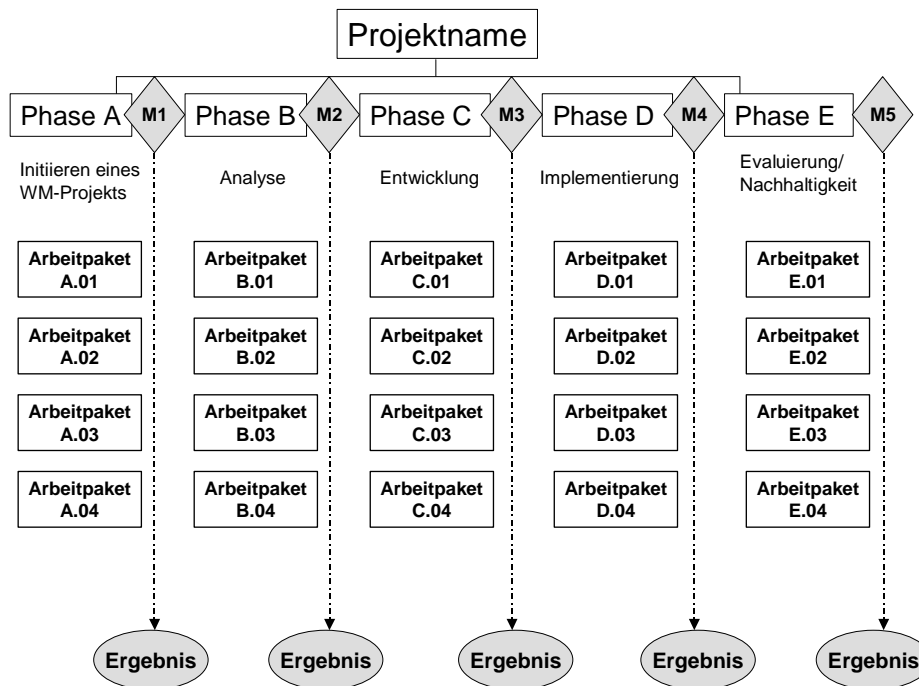 Projektname
Phase A
M1
Phase B
M2
Phase C
M3
Phase D
M4
Phase E
M5
Initiieren eines
WM-Projekts
Analyse
Entwicklung
Implementierung
Evaluierung/
Nachhaltigkeit
Arbeitpaket
A.01
Arbeitpaket
B.01
Arbeitpaket
C.01
Arbeitpaket
D.01
Arbeitpaket
E.01
Arbeitpaket
A.02
Arbeitpaket
B.02
Arbeitpaket
C.02
Arbeitpaket
D.02
Arbeitpaket
E.02
Arbeitpaket
A.03
Arbeitpaket
B.03
Arbeitpaket
C.03
Arbeitpaket
D.03
Arbeitpaket
E.03
Arbeitpaket
A.04
Arbeitpaket
B.04
Arbeitpaket
C.04
Arbeitpaket
D.04
Arbeitpaket
E.04
Ergebnis
Ergebnis
Ergebnis
Ergebnis
Ergebnis